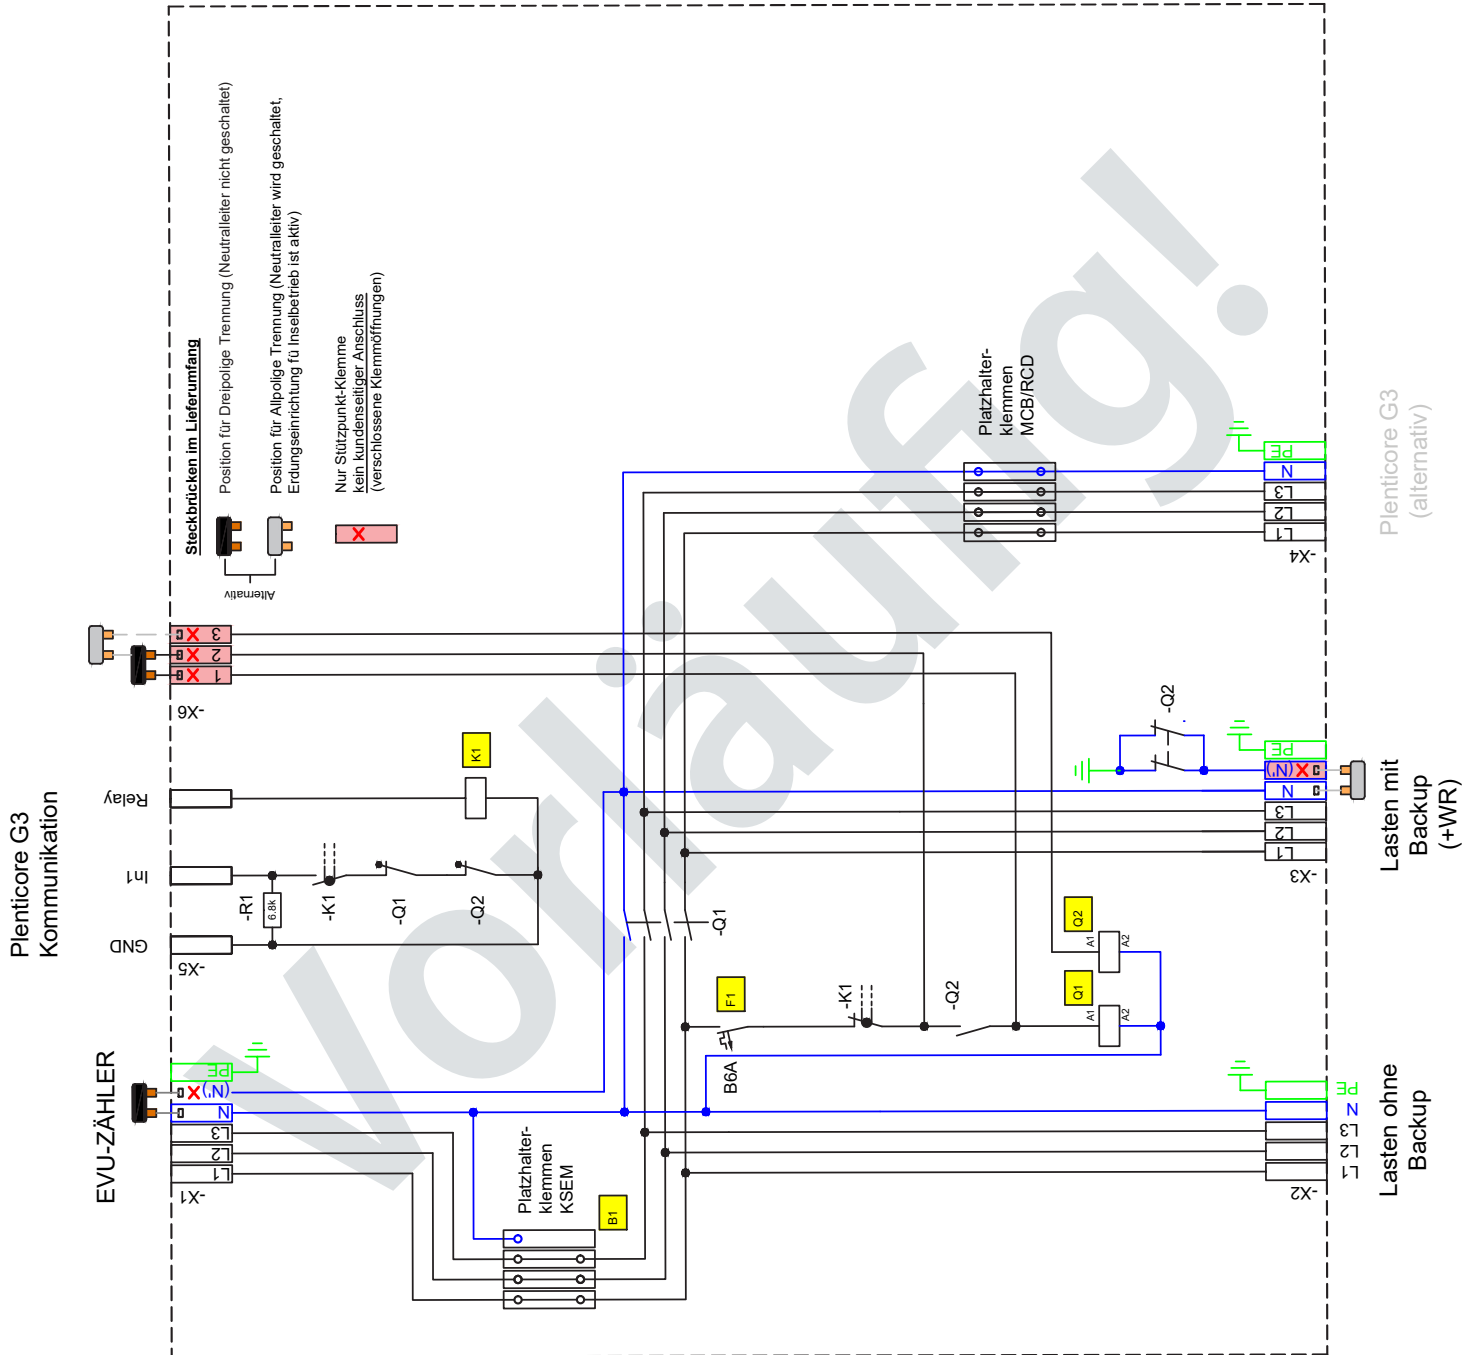 Vorläufig!
Plenticore G3
Kommunikation
EVU-ZÄHLER
-X1
L1
L2
L3
N
(N')
PE
-X5
GND
In1
Relay
-X6
1
2
3
Steckbrücken im Lieferumfang
Position für Dreipolige Trennung (Neutralleiter nicht geschaltet)
Position für Allpolige Trennung (Neutralleiter wird geschaltet,
Erdungseinrichtung fü Inselbetrieb ist aktiv)
Alternativ
Nur Stützpunkt-Klemme
kein kundenseitiger Anschluss
(verschlossene Klemmöffnungen)
-R1
6.8k
-K1
-Q1
-Q2
K1
Platzhalter-
klemmen
KSEM
B1
F1
B6A
-K1
-Q2
-Q1
Q1
A1
A2
Q2
A1
A2
Platzhalter-
klemmen
MCB/RCD
-Q2
-X2
L1
L2
L3
N
PE
Lasten ohne
Backup
-X3
L1
L2
L3
N
(N')
PE
Lasten mit
Backup
(+WR)
-X4
L1
L2
L3
N
PE
Plenticore G3
(alternativ)